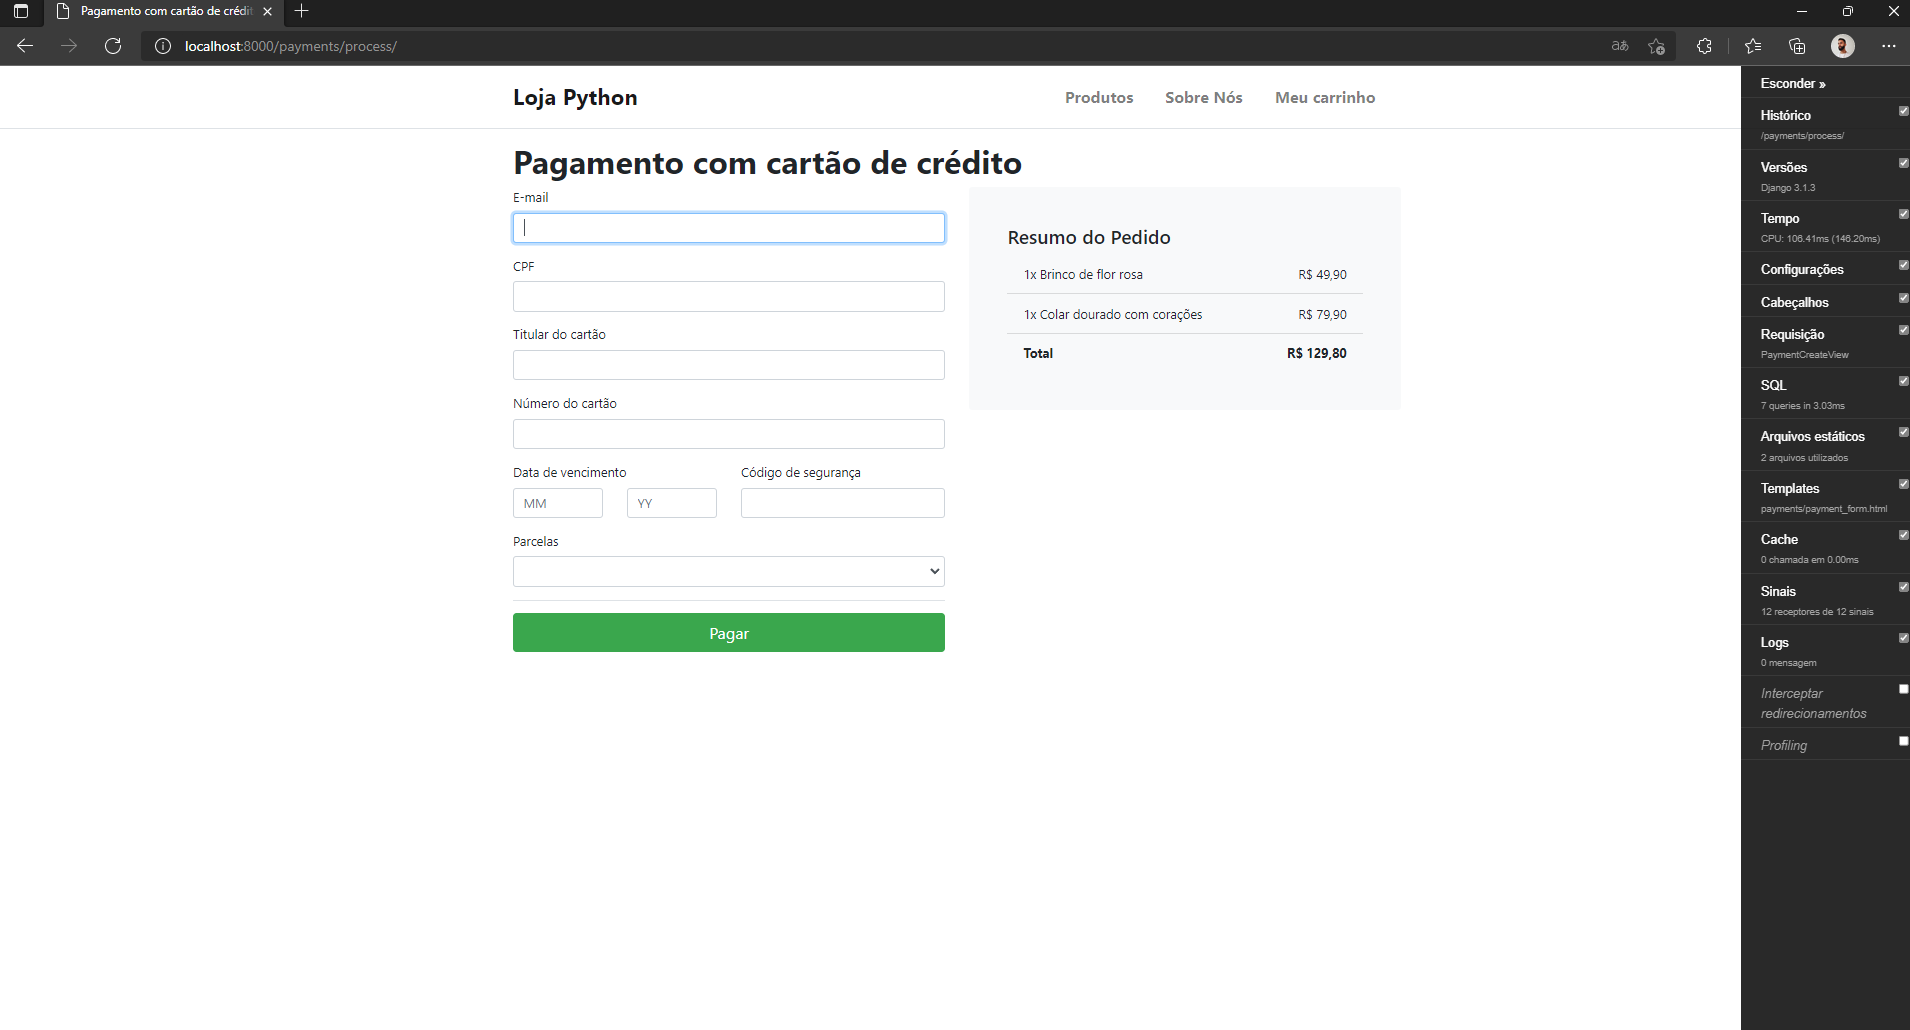 Pagamento com cartão de crédit
localhost:8000/payments/process/
aあ
Loja Python
Produtos Sobre Nós Meu carrinho
Pagamento com cartão de crédito
E-mail
CPF
Titular do cartão
Número do cartão
Data de vencimento Código de segurança
MM YY
Parcelas
Pagar
Resumo do Pedido
1x Brinco de flor rosa R$ 49,90
1x Colar dourado com corações R$ 79,90
Total R$ 129,80
Esconder »
Histórico
/payments/process/
Versões
Django 3.1.3
Tempo
CPU: 106.41ms (146.20ms)
Configurações
Cabeçalhos
Requisição
PaymentCreateView
SQL
7 queries in 3.03ms
Arquivos estáticos
2 arquivos utilizados
Templates
payments/payment_form.html
Cache
0 chamada em 0.00ms
Sinais
12 receptores de 12 sinais
Logs
0 mensagem
Interceptar
redirecionamentos
Profiling